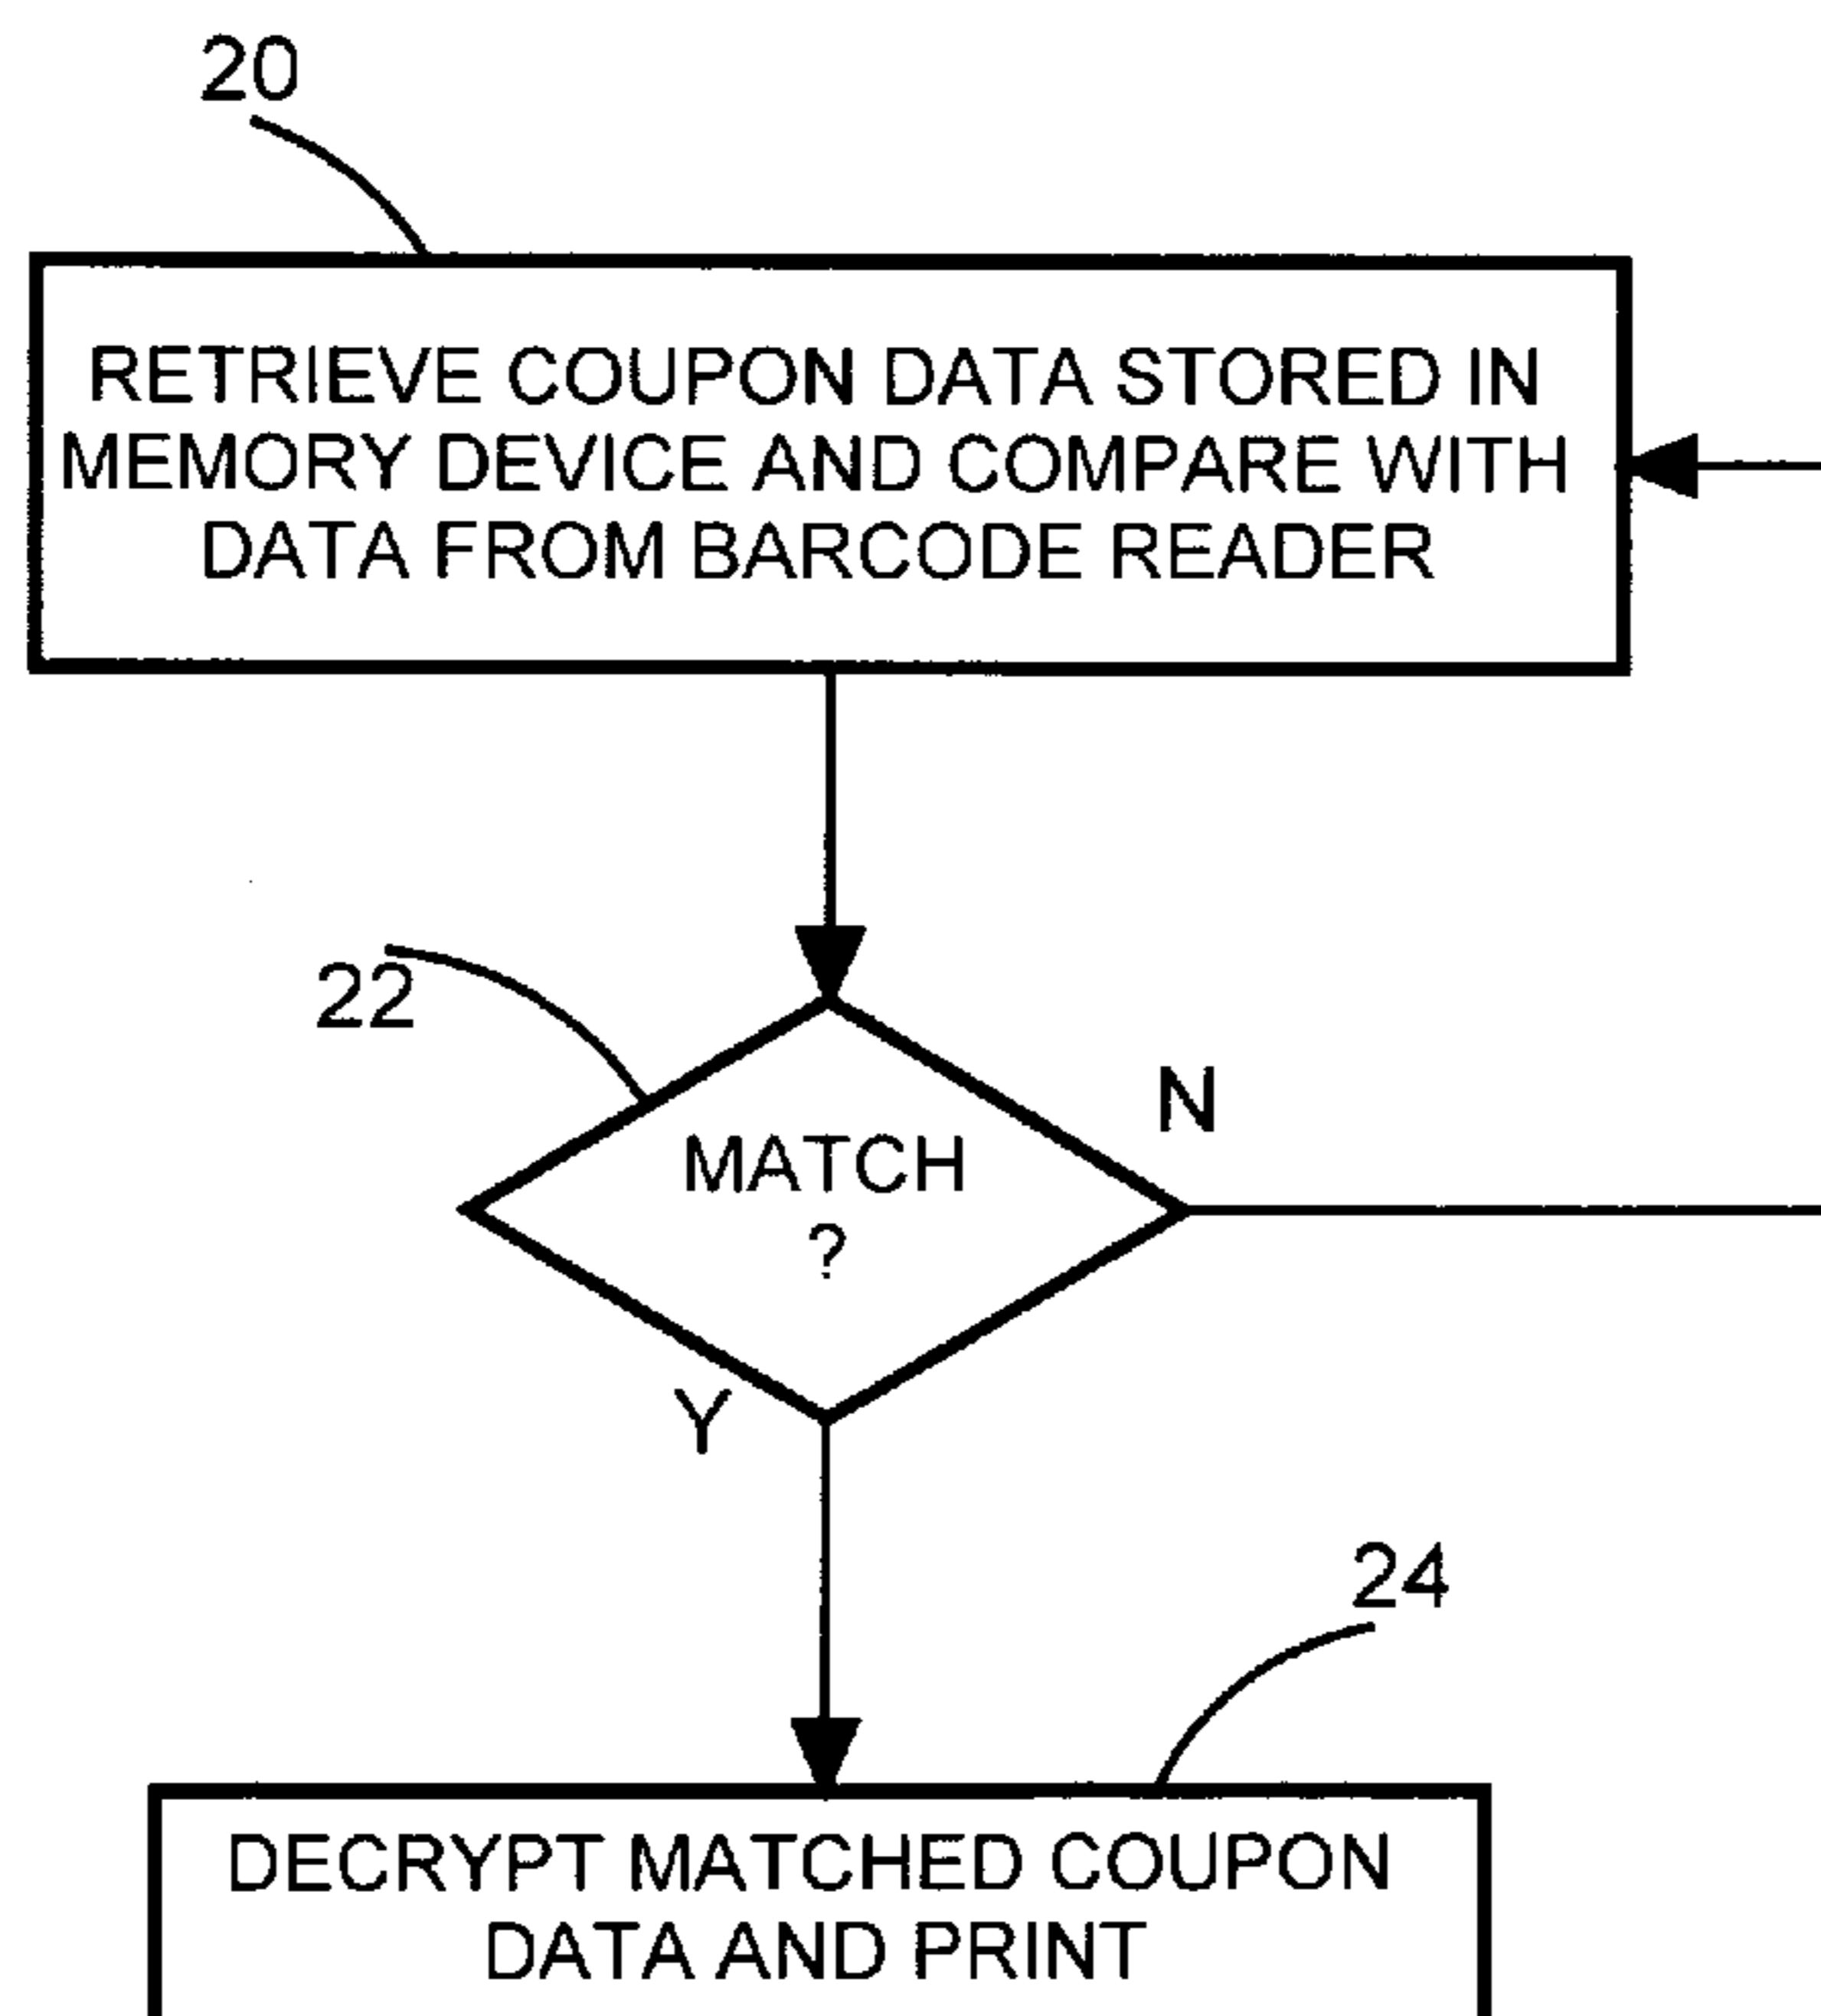 20
RETRIEVE COUPON DATA STORED IN
MEMORY DEVICE AND COMPARE WITH
DATA FROM BARCODE READER
22
N
MATCH
?
Y
24
DECRYPT MATCHED COUPON
DATA AND PRINT